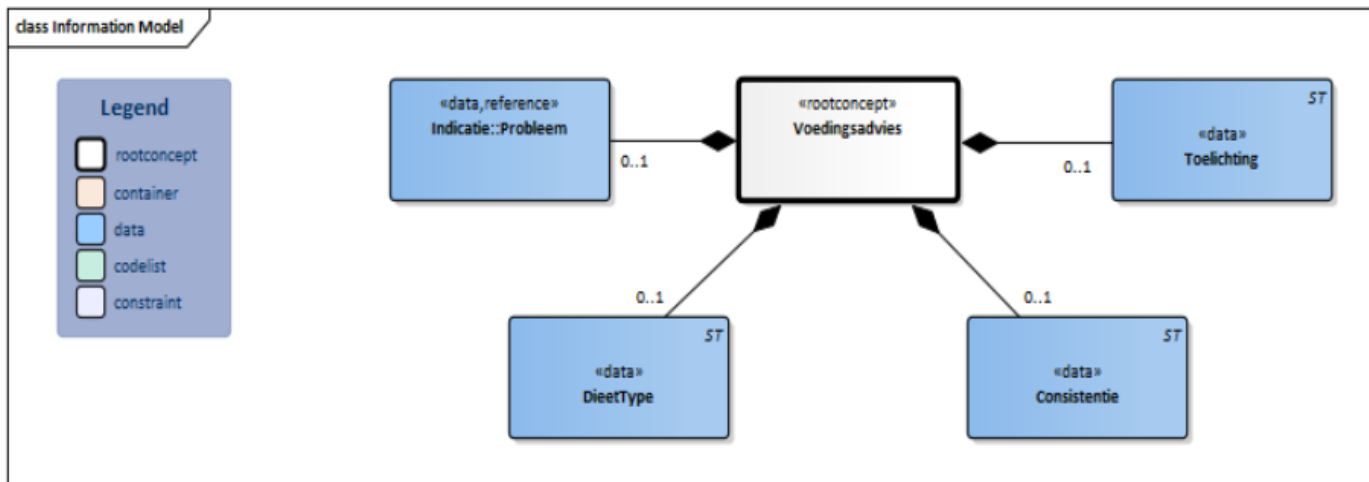 class Information Model
Legend
rootconcept
container
data
codelist
constraint
«data,reference»
Indicatie::Probleem
0..1
«rootconcept»
Voedingsadvies
ST
«data»
Toelichting
0..1
0..1
ST
«data»
DieetType
0..1
ST
«data»
Consistentie